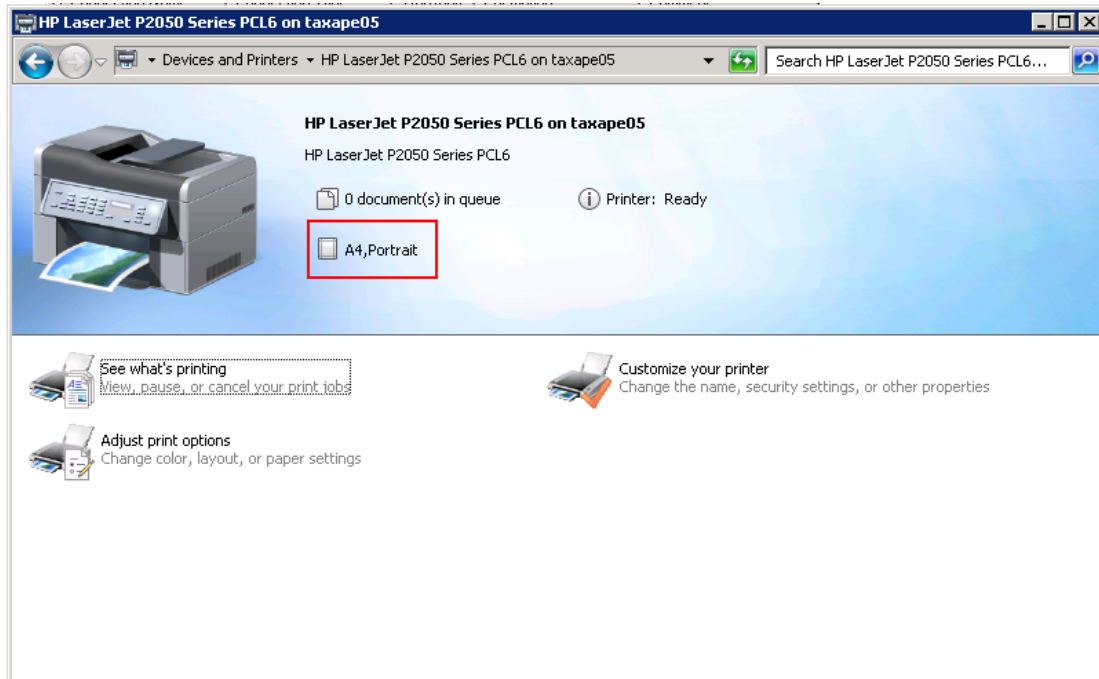 HP LaserJet P2050 Series PCL6 on taxape05
Devices and Printers HP LaserJet P2050 Series PCL6 on taxape05 Search HP LaserJet P2050 Series PCL6...
HP LaserJet P2050 Series PCL6 on taxape05
HP LaserJet P2050 Series PCL6
0 document(s) in queue Printer: Ready
A4,Portrait
See what's printing
View, pause, or cancel your print jobs
Customize your printer
Change the name, security settings, or other properties
Adjust print options
Change color, layout, or paper settings